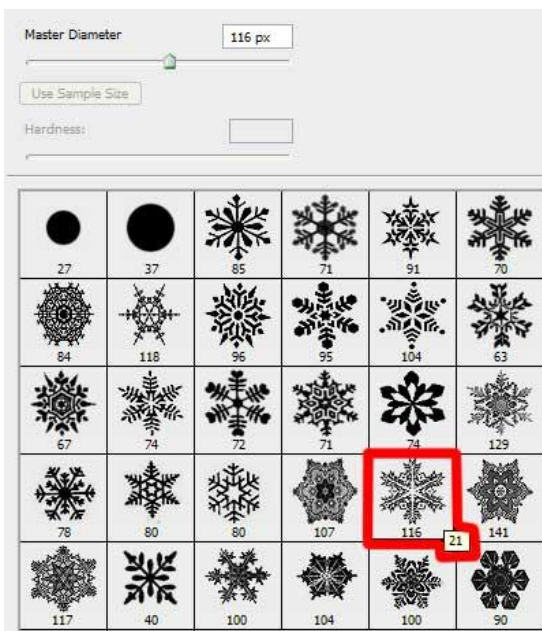 Master Diameter 116 px
Use Sample Size
Hardness:
27 37 85 71 91 70
84 118 96 95 104 63
67 74 72 71 74 129
78 80 80 107 116 141
21
117 40 100 104 100 90